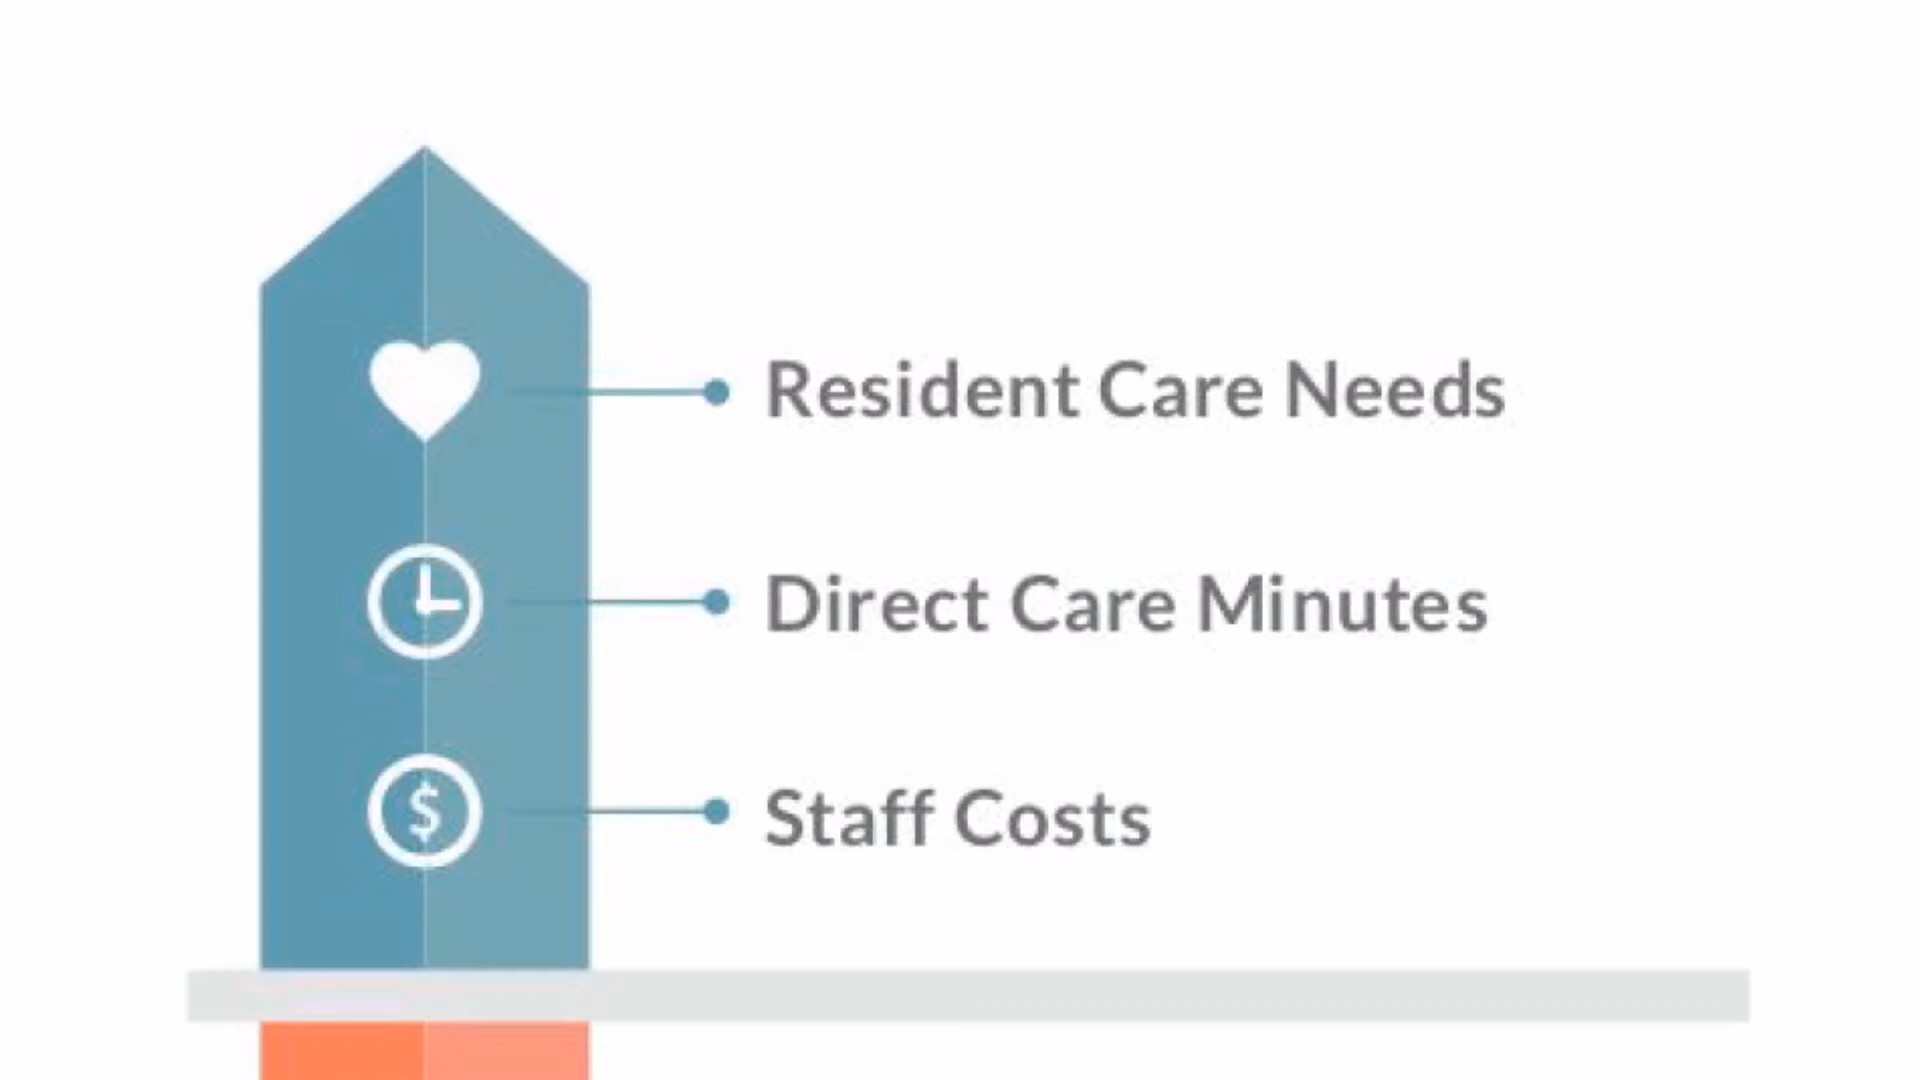 Resident Care Needs
Direct Care Minutes
$
Staff Costs